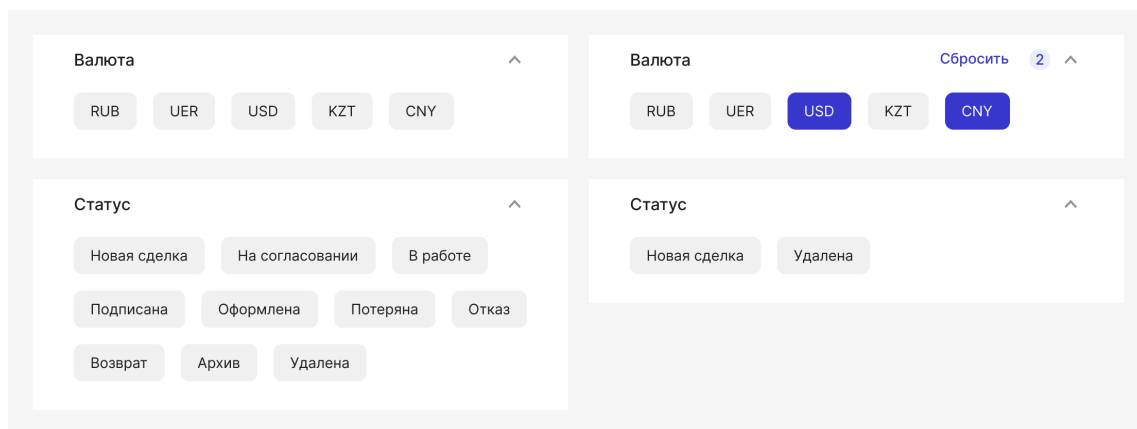 Валюта
RUB UER USD KZT CNY
Статус
Новая сделка На согласовании В работе
Подписана Оформлена Потеряна Отказ
Возврат Архив Удалена
Валюта Сбросить 2
RUB UER USD KZT CNY
Статус
Новая сделка Удалена